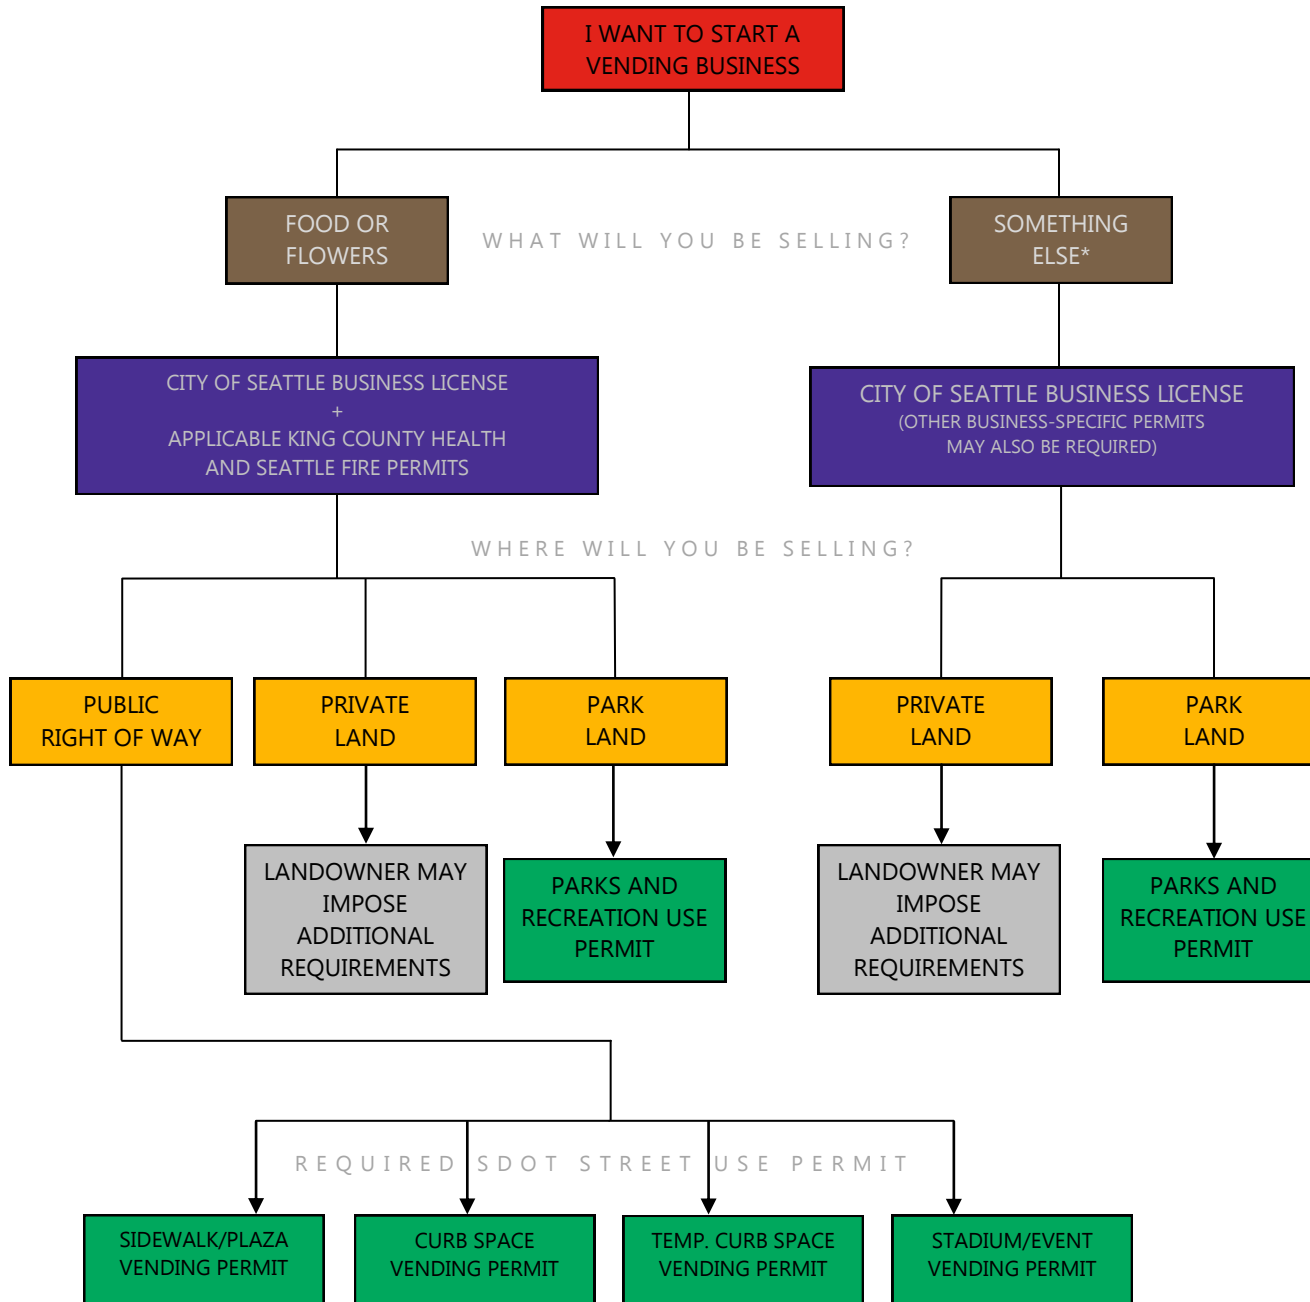 I WANT TO START A
VENDING BUSINESS
FOOD OR
FLOWERS
WHAT WILL YOU BE SELLING?
SOMETHING
ELSE*
CITY OF SEATTLE BUSINESS LICENSE
+
APPLICABLE KING COUNTY HEALTH
AND SEATTLE FIRE PERMITS
CITY OF SEATTLE BUSINESS LICENSE
(OTHER BUSINESS-SPECIFIC PERMITS
MAY ALSO BE REQUIRED)
WHERE WILL YOU BE SELLING?
PUBLIC
RIGHT OF WAY
PRIVATE
LAND
PARK
LAND
PRIVATE
LAND
PARK
LAND
LANDOWNER MAY
IMPOSE
ADDITIONAL
REQUIREMENTS
PARKS AND
RECREATION USE
PERMIT
LANDOWNER MAY
IMPOSE
ADDITIONAL
REQUIREMENTS
PARKS AND
RECREATION USE
PERMIT
REQUIRED SDOT STREET USE PERMIT
SIDEWALK/PLAZA
VENDING PERMIT
CURB SPACE
VENDING PERMIT
TEMP. CURB SPACE
VENDING PERMIT
STADIUM/EVENT
VENDING PERMIT